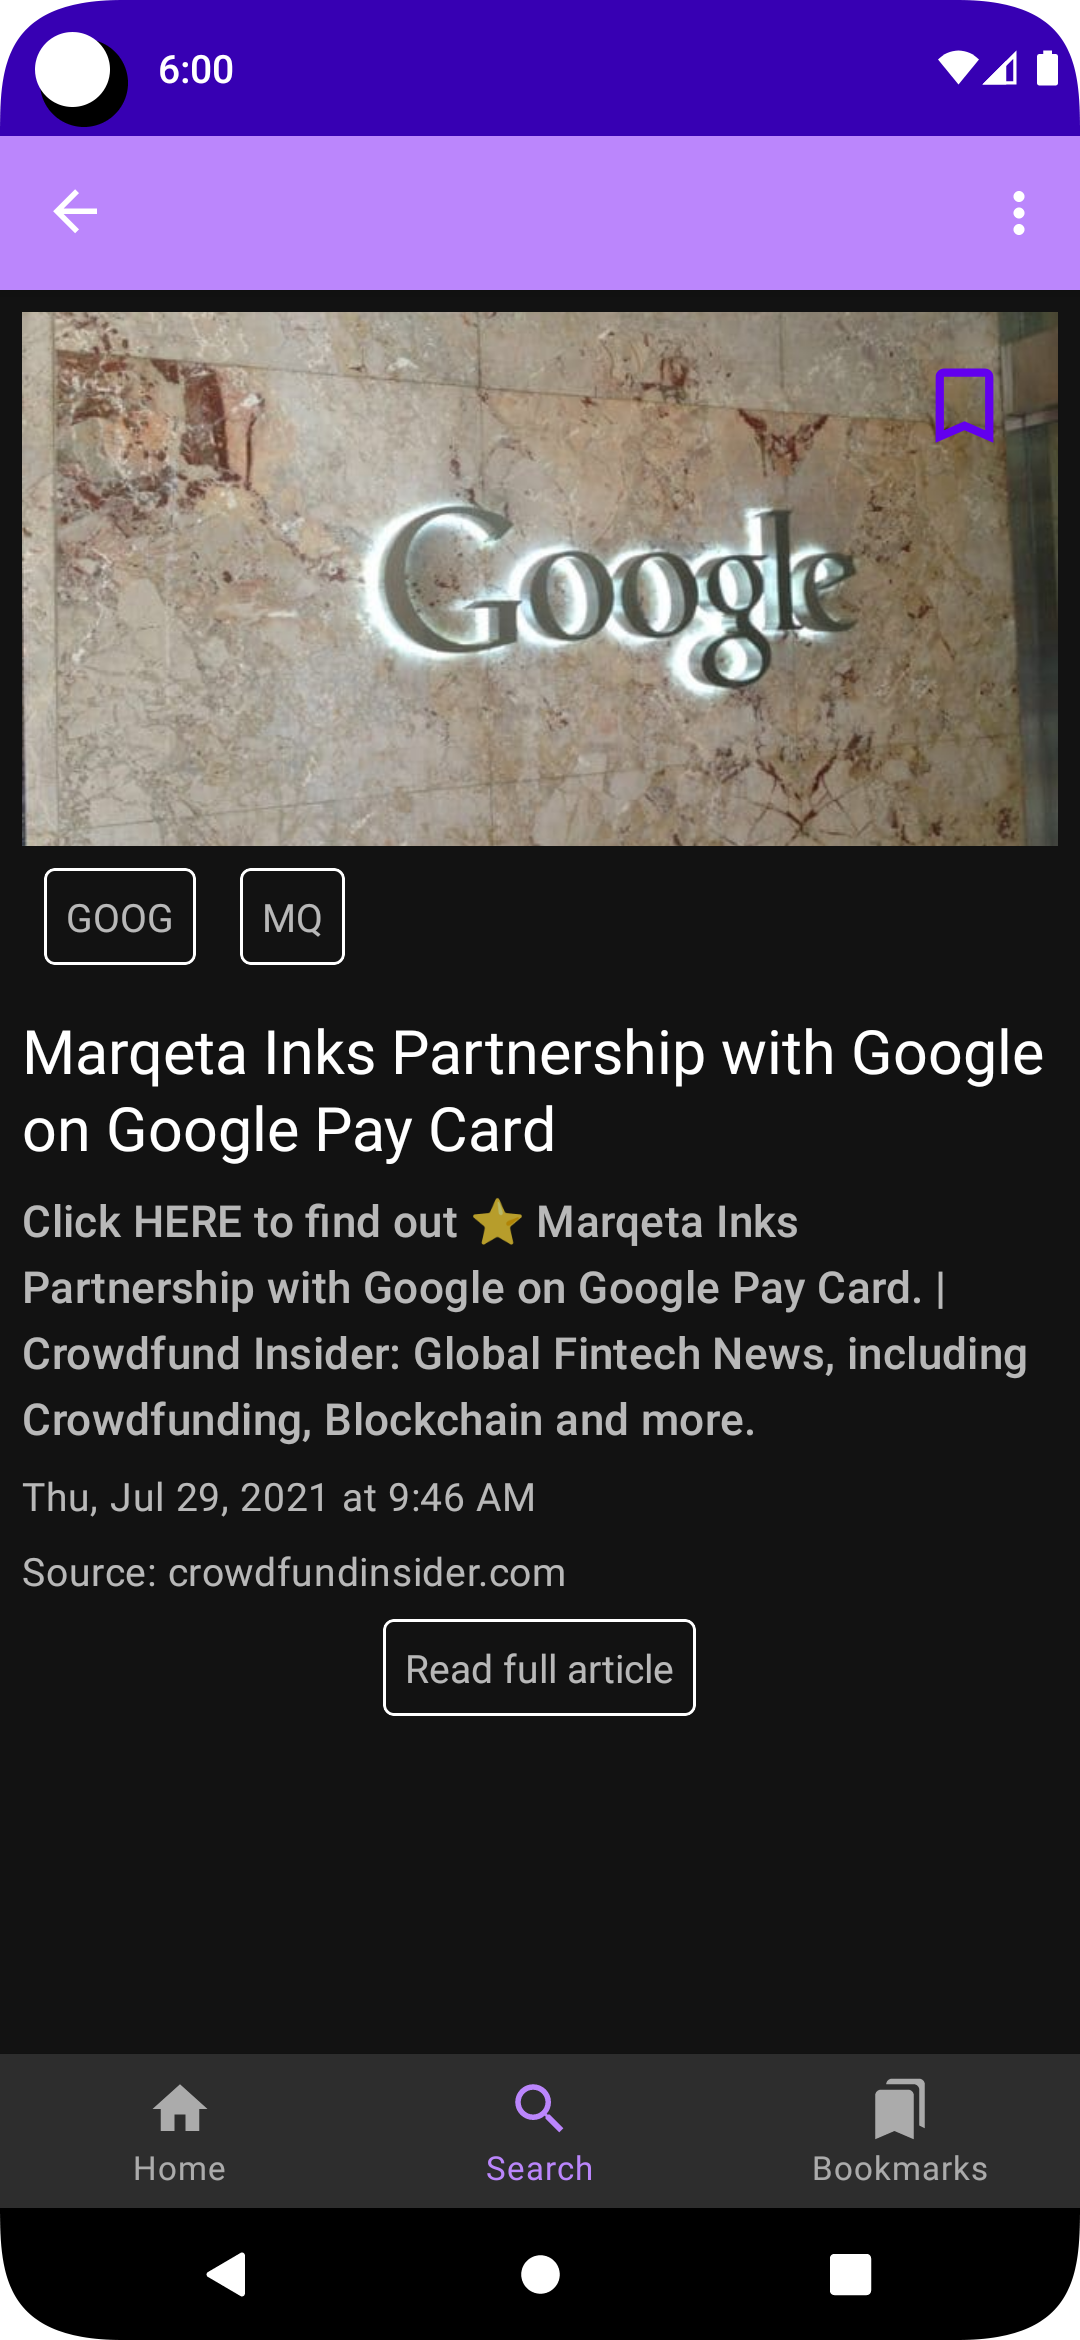 6:00
Google
GOOG
MQ
Marqeta Inks Partnership with Google
on Google Pay Card
Click HERE to find out ⭐ Marqeta Inks
Partnership with Google on Google Pay Card. |
Crowdfund Insider: Global Fintech News, including
Crowdfunding, Blockchain and more.
Thu, Jul 29, 2021 at 9:46 AM
Source: crowdfundinsider.com
Read full article
Home
Search
Bookmarks